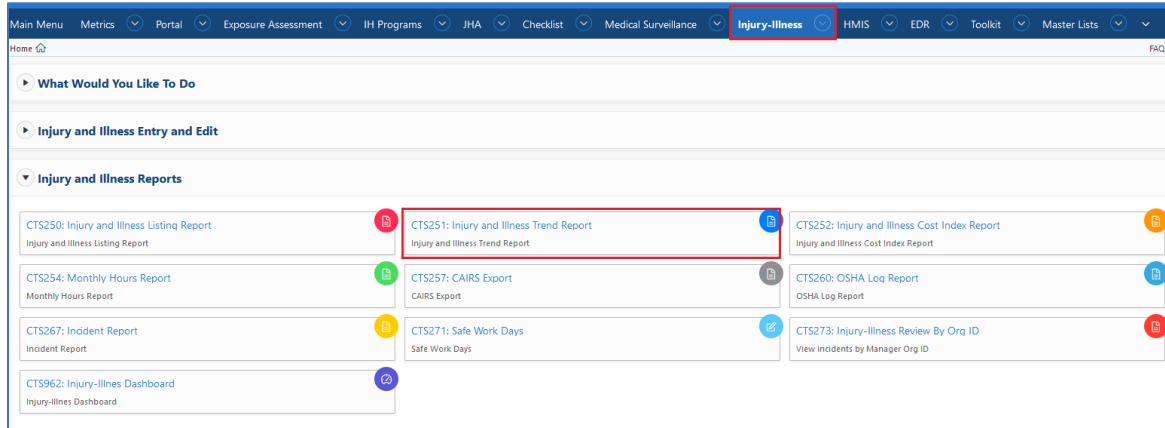 Main Menu Metrics Portal Exposure Assessment IH Programs JHA Checklist Medical Surveillance Injury-Illness HMIS EDR Toolkit Master Lists
Home FAQ
What Would You Like To Do
Injury and Illness Entry and Edit
Injury and Illness Reports
CTS250: Injury and Illness Listing Report
Injury and Illness Listing Report
CTS251: Injury and Illness Trend Report
Injury and Illness Trend Report
CTS252: Injury and Illness Cost Index Report
Injury and Illness Cost Index Report
CTS254: Monthly Hours Report
Monthly Hours Report
CTS257: CAIRS Export
CAIRS Export
CTS260: OSHA Log Report
OSHA Log Report
CTS267: Incident Report
Incident Report
CTS271: Safe Work Days
Safe Work Days
CTS273: Injury-Illness Review By Org ID
View incidents by Manager Org ID
CTS962: Injury-Illnes Dashboard
Injury-Illnes Dashboard